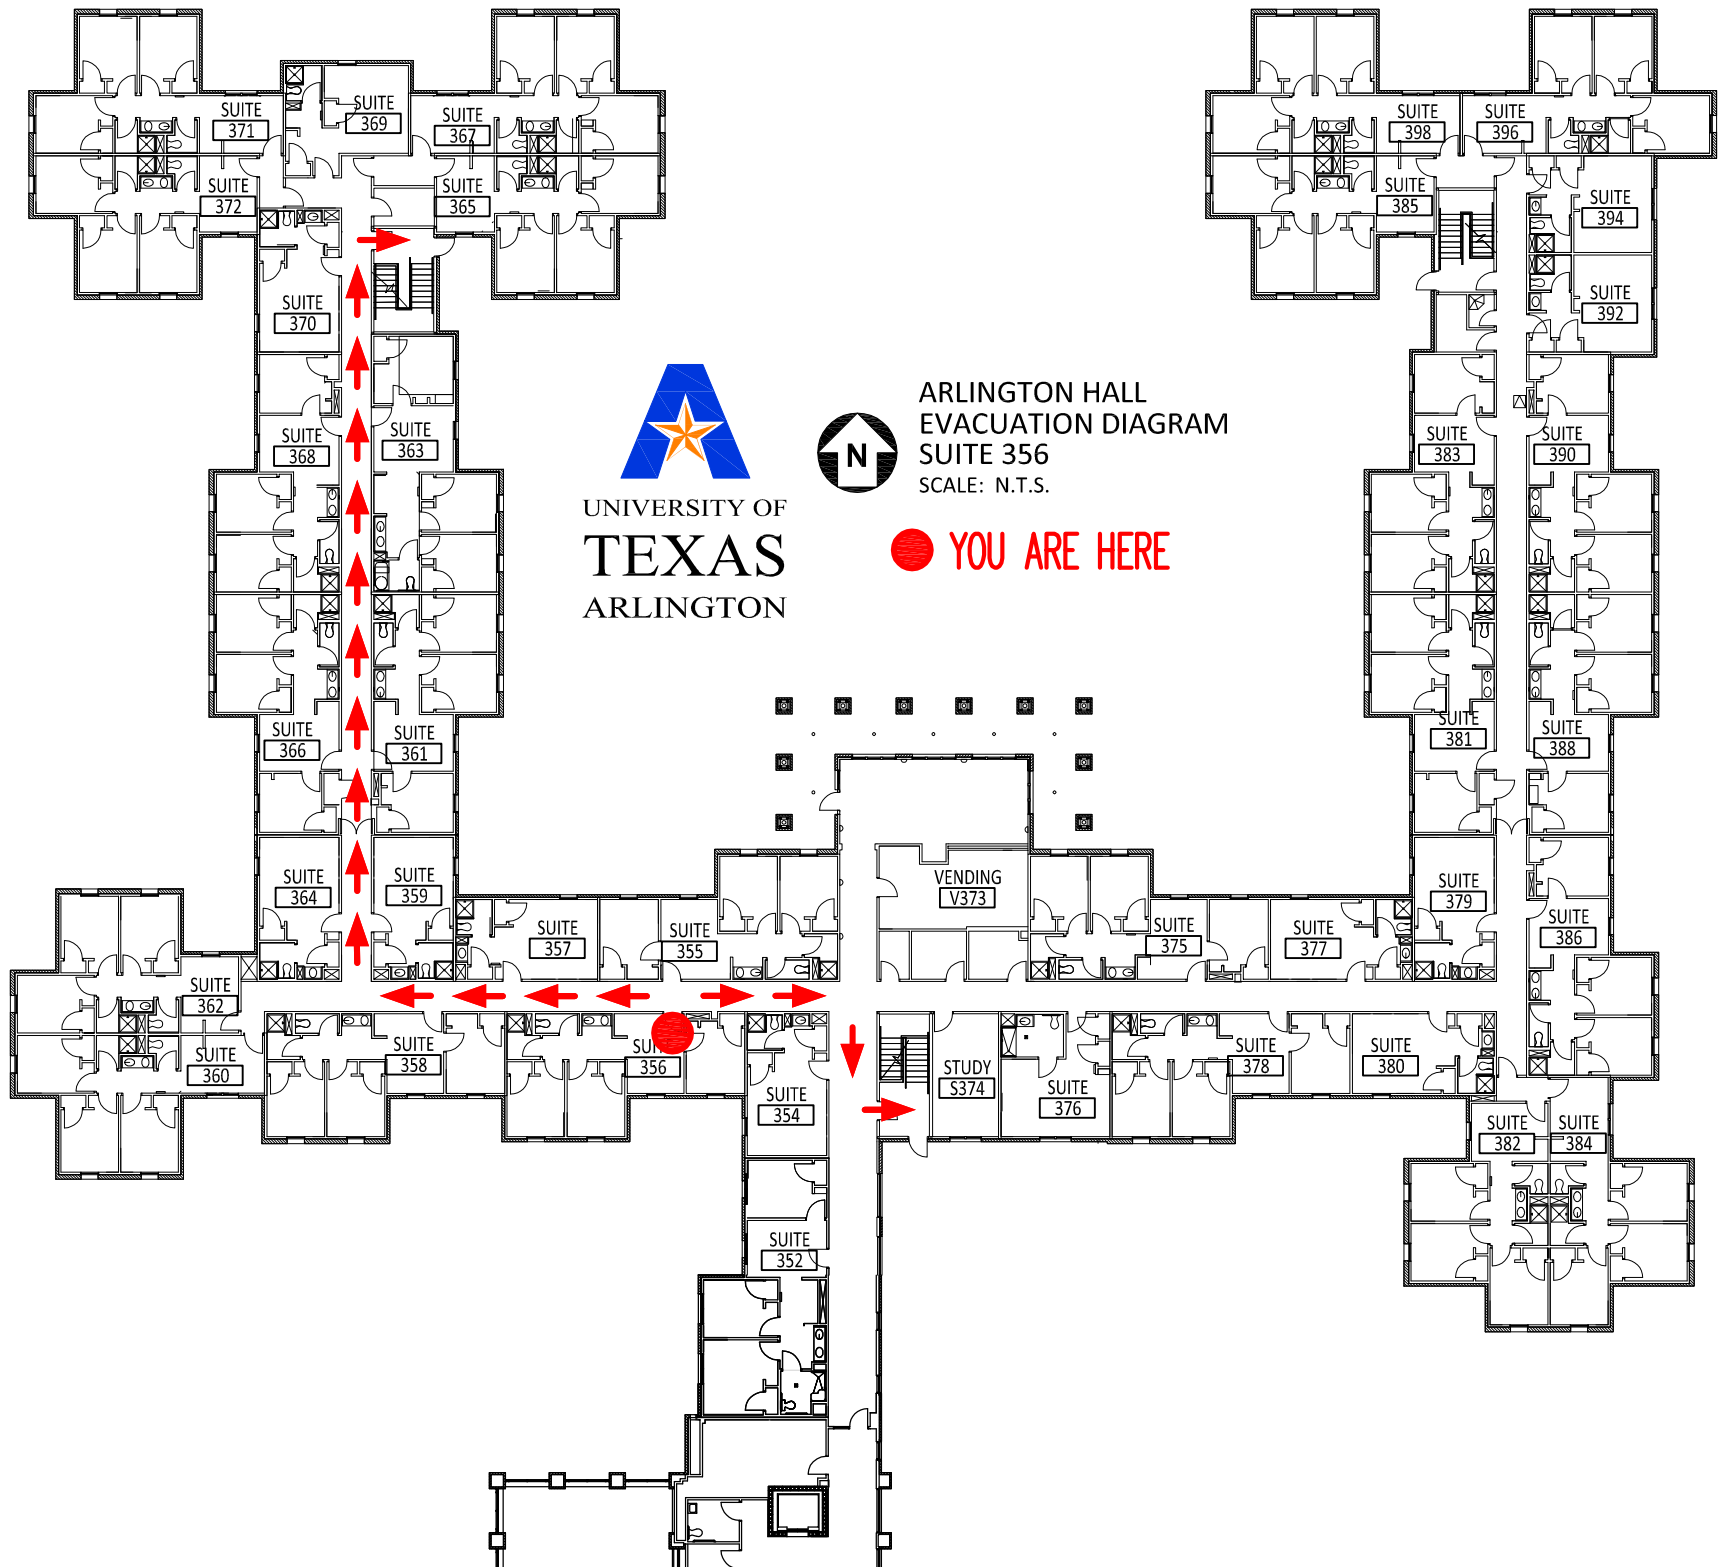 SUITE
371
SUITE
369
SUITE
367
SUITE
398
SUITE
396
SUITE
372
SUITE
365
SUITE
385
SUITE
394
SUITE
370
SUITE
392
ARLINGTON HALL
EVACUATION DIAGRAM
SUITE 356
SCALE: N.T.S.
N
YOU ARE HERE
UNIVERSITY OF
TEXAS
ARLINGTON
SUITE
368
SUITE
363
SUITE
383
SUITE
390
SUITE
366
SUITE
361
SUITE
381
SUITE
388
SUITE
364
SUITE
359
VENDING
V373
SUITE
379
SUITE
357
SUITE
355
SUITE
375
SUITE
377
SUITE
386
SUITE
362
SUITE
360
SUITE
358
356
SUITE
354
STUDY
S374
SUITE
376
SUITE
378
SUITE
380
SUITE
382
SUITE
384
SUITE
352